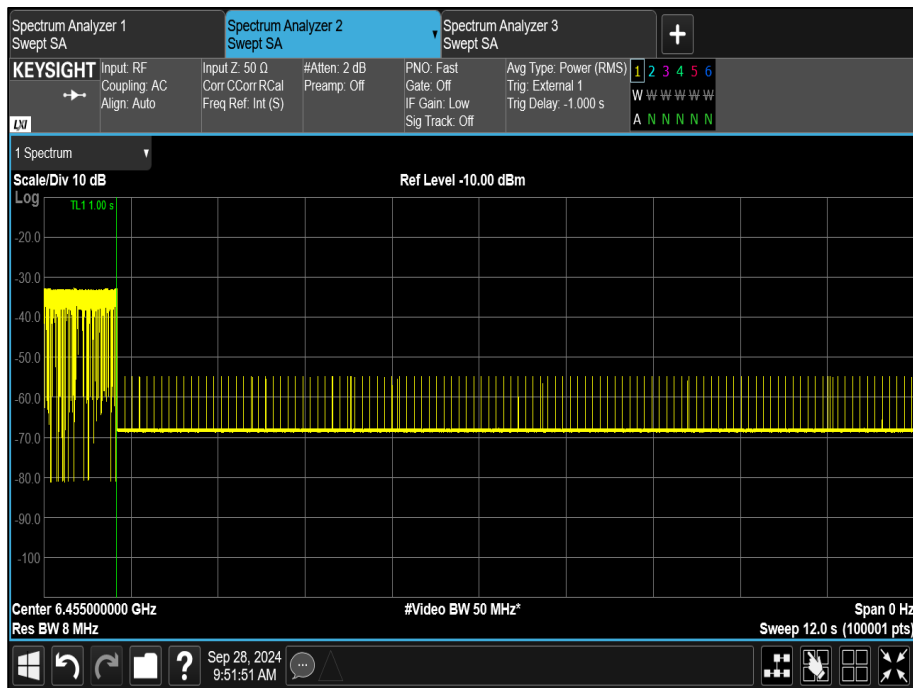 Spectrum Analyzer 1
Swept SA
Spectrum Analyzer 2
Swept SA
Spectrum Analyzer 3
Swept SA
+
KEYSIGHT
LXI
Input: RF
Coupling: AC
Align: Auto
Input Z: 50 Ω
Corr CCorr RCal
Freq Ref: Int (S)
#Atten: 2 dB
Preamp: Off
PNO: Fast
Gate: Off
IF Gain: Low
Sig Track: Off
Avg Type: Power (RMS)
Trig: External 1
Trig Delay: -1.000 s
1 2 3 4 5 6
W W W W W W
A N N N N N
1 Spectrum
Scale/Div 10 dB
Ref Level -10.00 dBm
Log
TL1 1.00 s
-20.0
-30.0
-40.0
-50.0
-60.0
-70.0
-80.0
-90.0
-100
Center 6.455000000 GHz
#Video BW 50 MHz*
Span 0 Hz
Res BW 8 MHz
Sweep 12.0 s (100001 pts)
?
Sep 28, 2024
9:51:51 AM